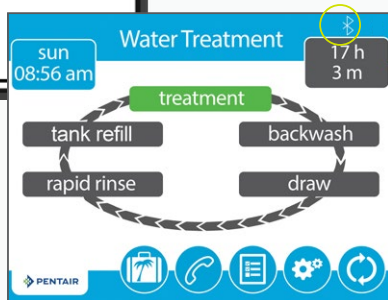 Water Treatment
sun
08:56 am
17 h
3 m
treatment
tank refill
backwash
rapid rinse
draw
PENTAIR